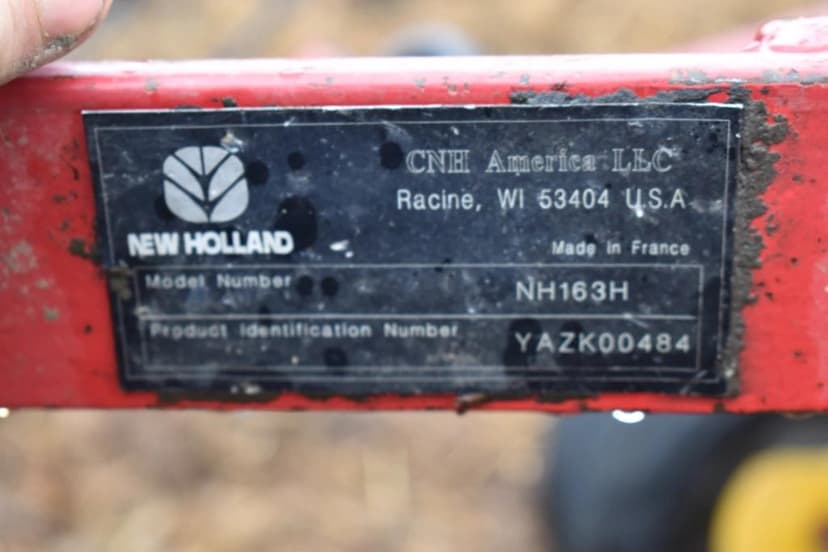 NEW HOLLAND
CNH America LLC
Racine, WI 53404 U.S.A
Made in France
Model Number NH163H
Product Identification Number YAZK00484